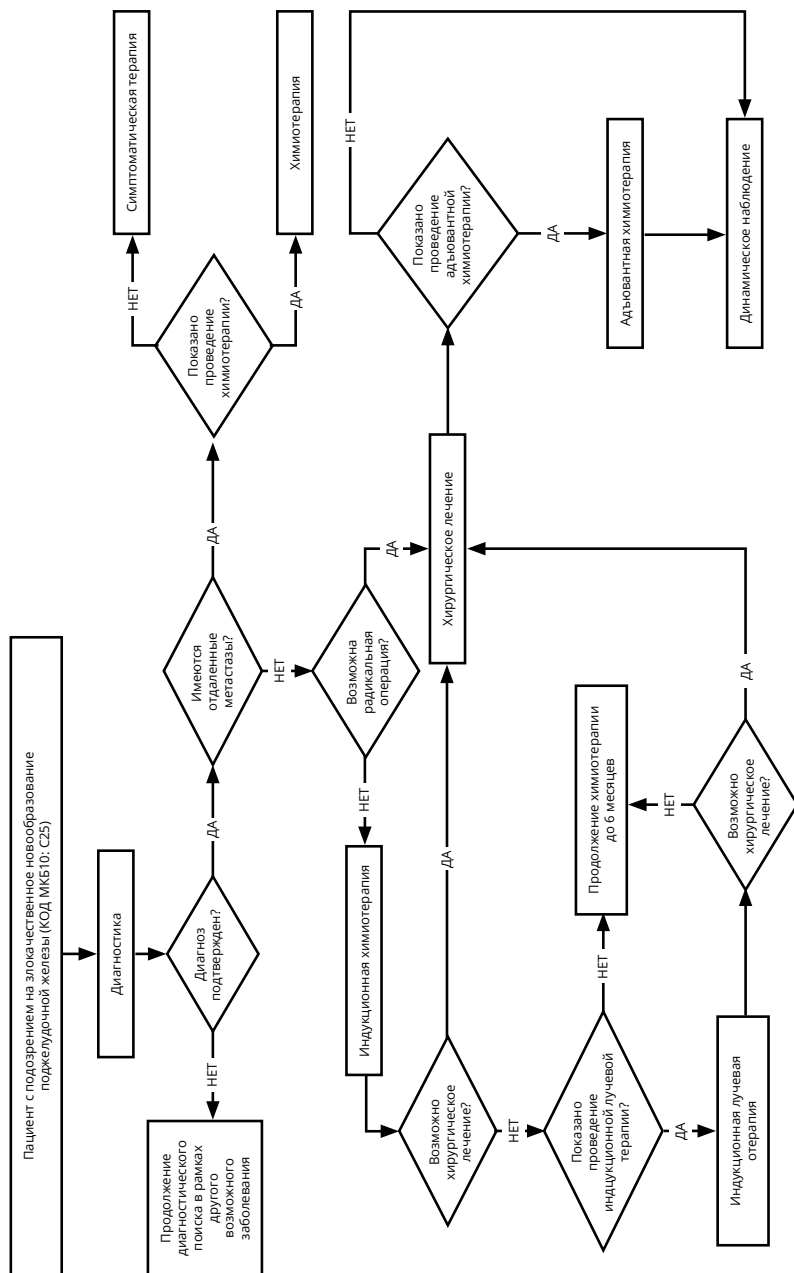 Пациент с подозрением на злокачественное новообразование
поджелудочной железы (КОД МКБ10: C25)
Диагностика
Диагноз
подтвержден?
НЕТ
Продолжение
диагностического
поиска в рамках
другого
возможного
заболевания
ДА
Имеются
отдаленные
метастазы?
ДА
Показано
проведение
химиотерапии?
НЕТ
Симптоматическая терапия
ДА
Химиотерапия
НЕТ
Возможна
радикальная
операция?
НЕТ
Индукционная химиотерапия
ДА
Хирургическое лечение
Возможно
хирургическое
лечение?
ДА
НЕТ
Показано
проведение
индцукционной лучевой
терапии?
НЕТ
Продолжение химиотерапии
до 6 месяцев
ДА
Индукционная лучевая
отерапия
Возможно
хирургическое
лечение?
НЕТ
ДА
Показано
проведение
адъювантной
химиотерапии?
НЕТ
ДА
Адъювантная химиотерапия
Динамическое наблюдение